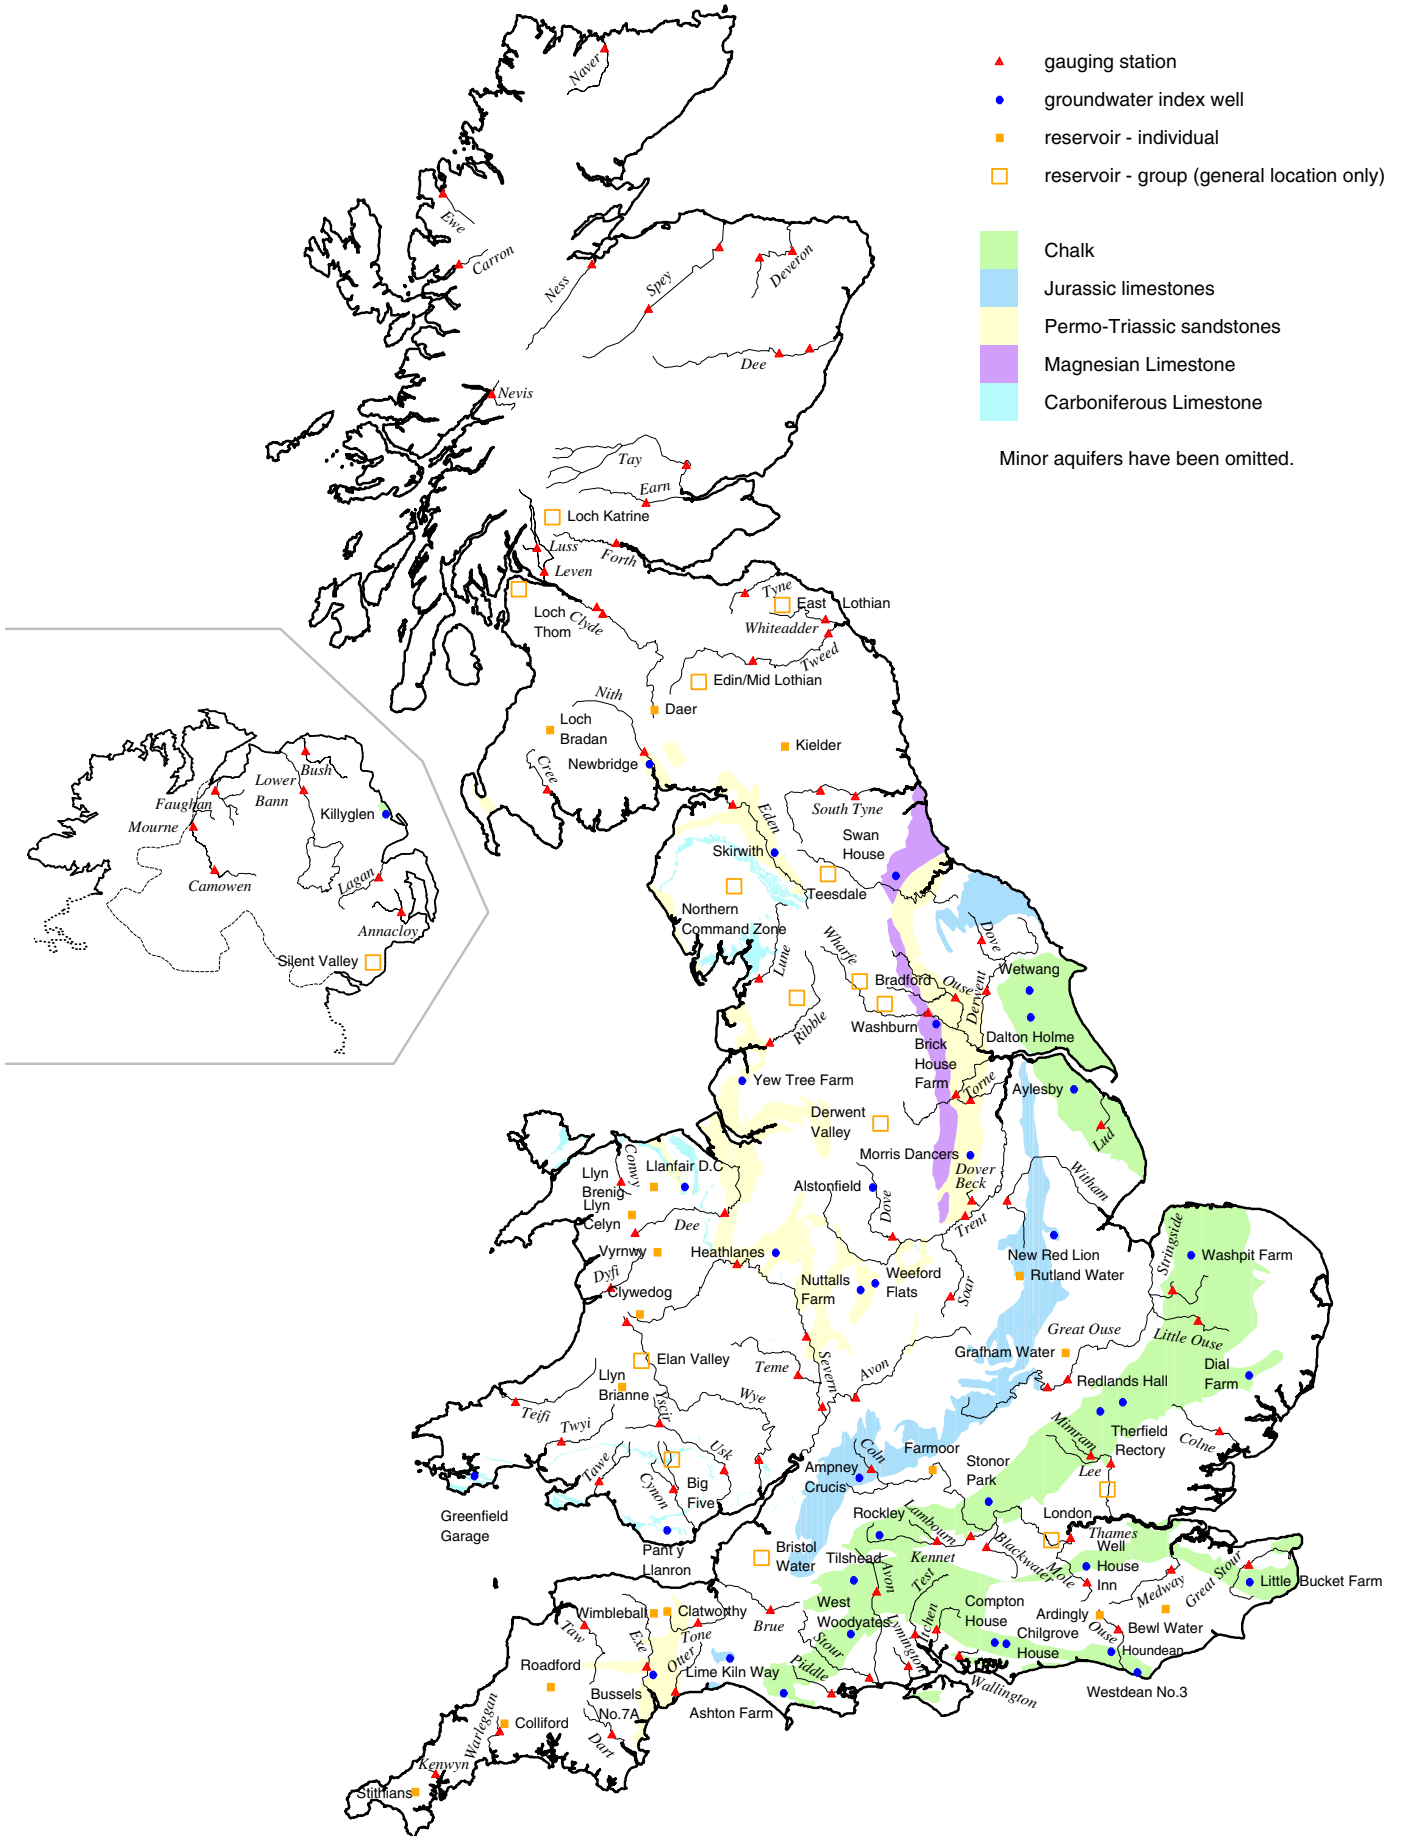 gauging station
groundwater index well
reservoir - individual
reservoir - group (general location only)
Chalk
Jurassic limestones
Permo-Triassic sandstones
Magnesian Limestone
Carboniferous Limestone
Minor aquifers have been omitted.
Naver
Ewe
Carron
Ness
Spey
Deveron
Dee
Nevis
Tay
Earn
Loch Katrine
Luss
Forth
Leven
Tyne
East Lothian
Loch
Thom
Clyde
Whiteadder
Tweed
Edin/Mid Lothian
Nith
Daer
Loch
Bradan
Kielder
Newbridge
Cree
Bush
Lower
Bann
Faughan
Mourne
Killyglen
Camowen
Lagan
Annacloy
Silent Valley
Eden
South Tyne
Swan
House
Skirwith
Teesdale
Northern
Command Zone
Lune
Wharfe
Dove
Wetwang
Bradford
Ouse
Derwent
Washburn
Ribble
Dalton Holme
Brick
House
Farm
Yew Tree Farm
Torne
Aylesby
Derwent
Valley
Lud
Morris Dancers
Conwy
Llanfair D.C
Llyn
Brenig
Alstonfield
Dover
Beck
Witham
Llyn
Celyn
Dee
Dove
Trent
Stringside
Vyrnwy
Heathlanes
New Red Lion
Washpit Farm
Dyfi
Nuttalls
Farm
Weeford
Flats
Soar
Rutland Water
Clywedog
Great Ouse
Little Ouse
Elan Valley
Teme
Severn
Avon
Grafham Water
Dial
Farm
Llyn
Brianne
Wye
Redlands Hall
Teifi
Yscir
Twyi
Mimram
Therfield
Rectory
Colne
Usk
Coln
Farmoor
Tawe
Cynon
Big
Five
Ampney
Crucis
Stonor
Park
Lee
Greenfield
Garage
Rockley
Lambourn
London
Thames
Pant y
Llanron
Bristol
Water
Tilshead
Kennet
Blackwater
Well
House
Inn
Mole
Avon
Test
Medway
Great Stour
Little Bucket Farm
Wimbleball
Clatworthy
West
Woodyates
Compton
House
Ardingly
Taw
Exe
Tone
Brue
Stour
Lymington
Itchen
Chilgrove
House
Ouse
Bewl Water
Roadford
Otter
Lime Kiln Way
Piddle
Houndean
Bussels
No.7A
Ashton Farm
Wallington
Westdean No.3
Warleggan
Colliford
Dart
Kenwyn
Stithians